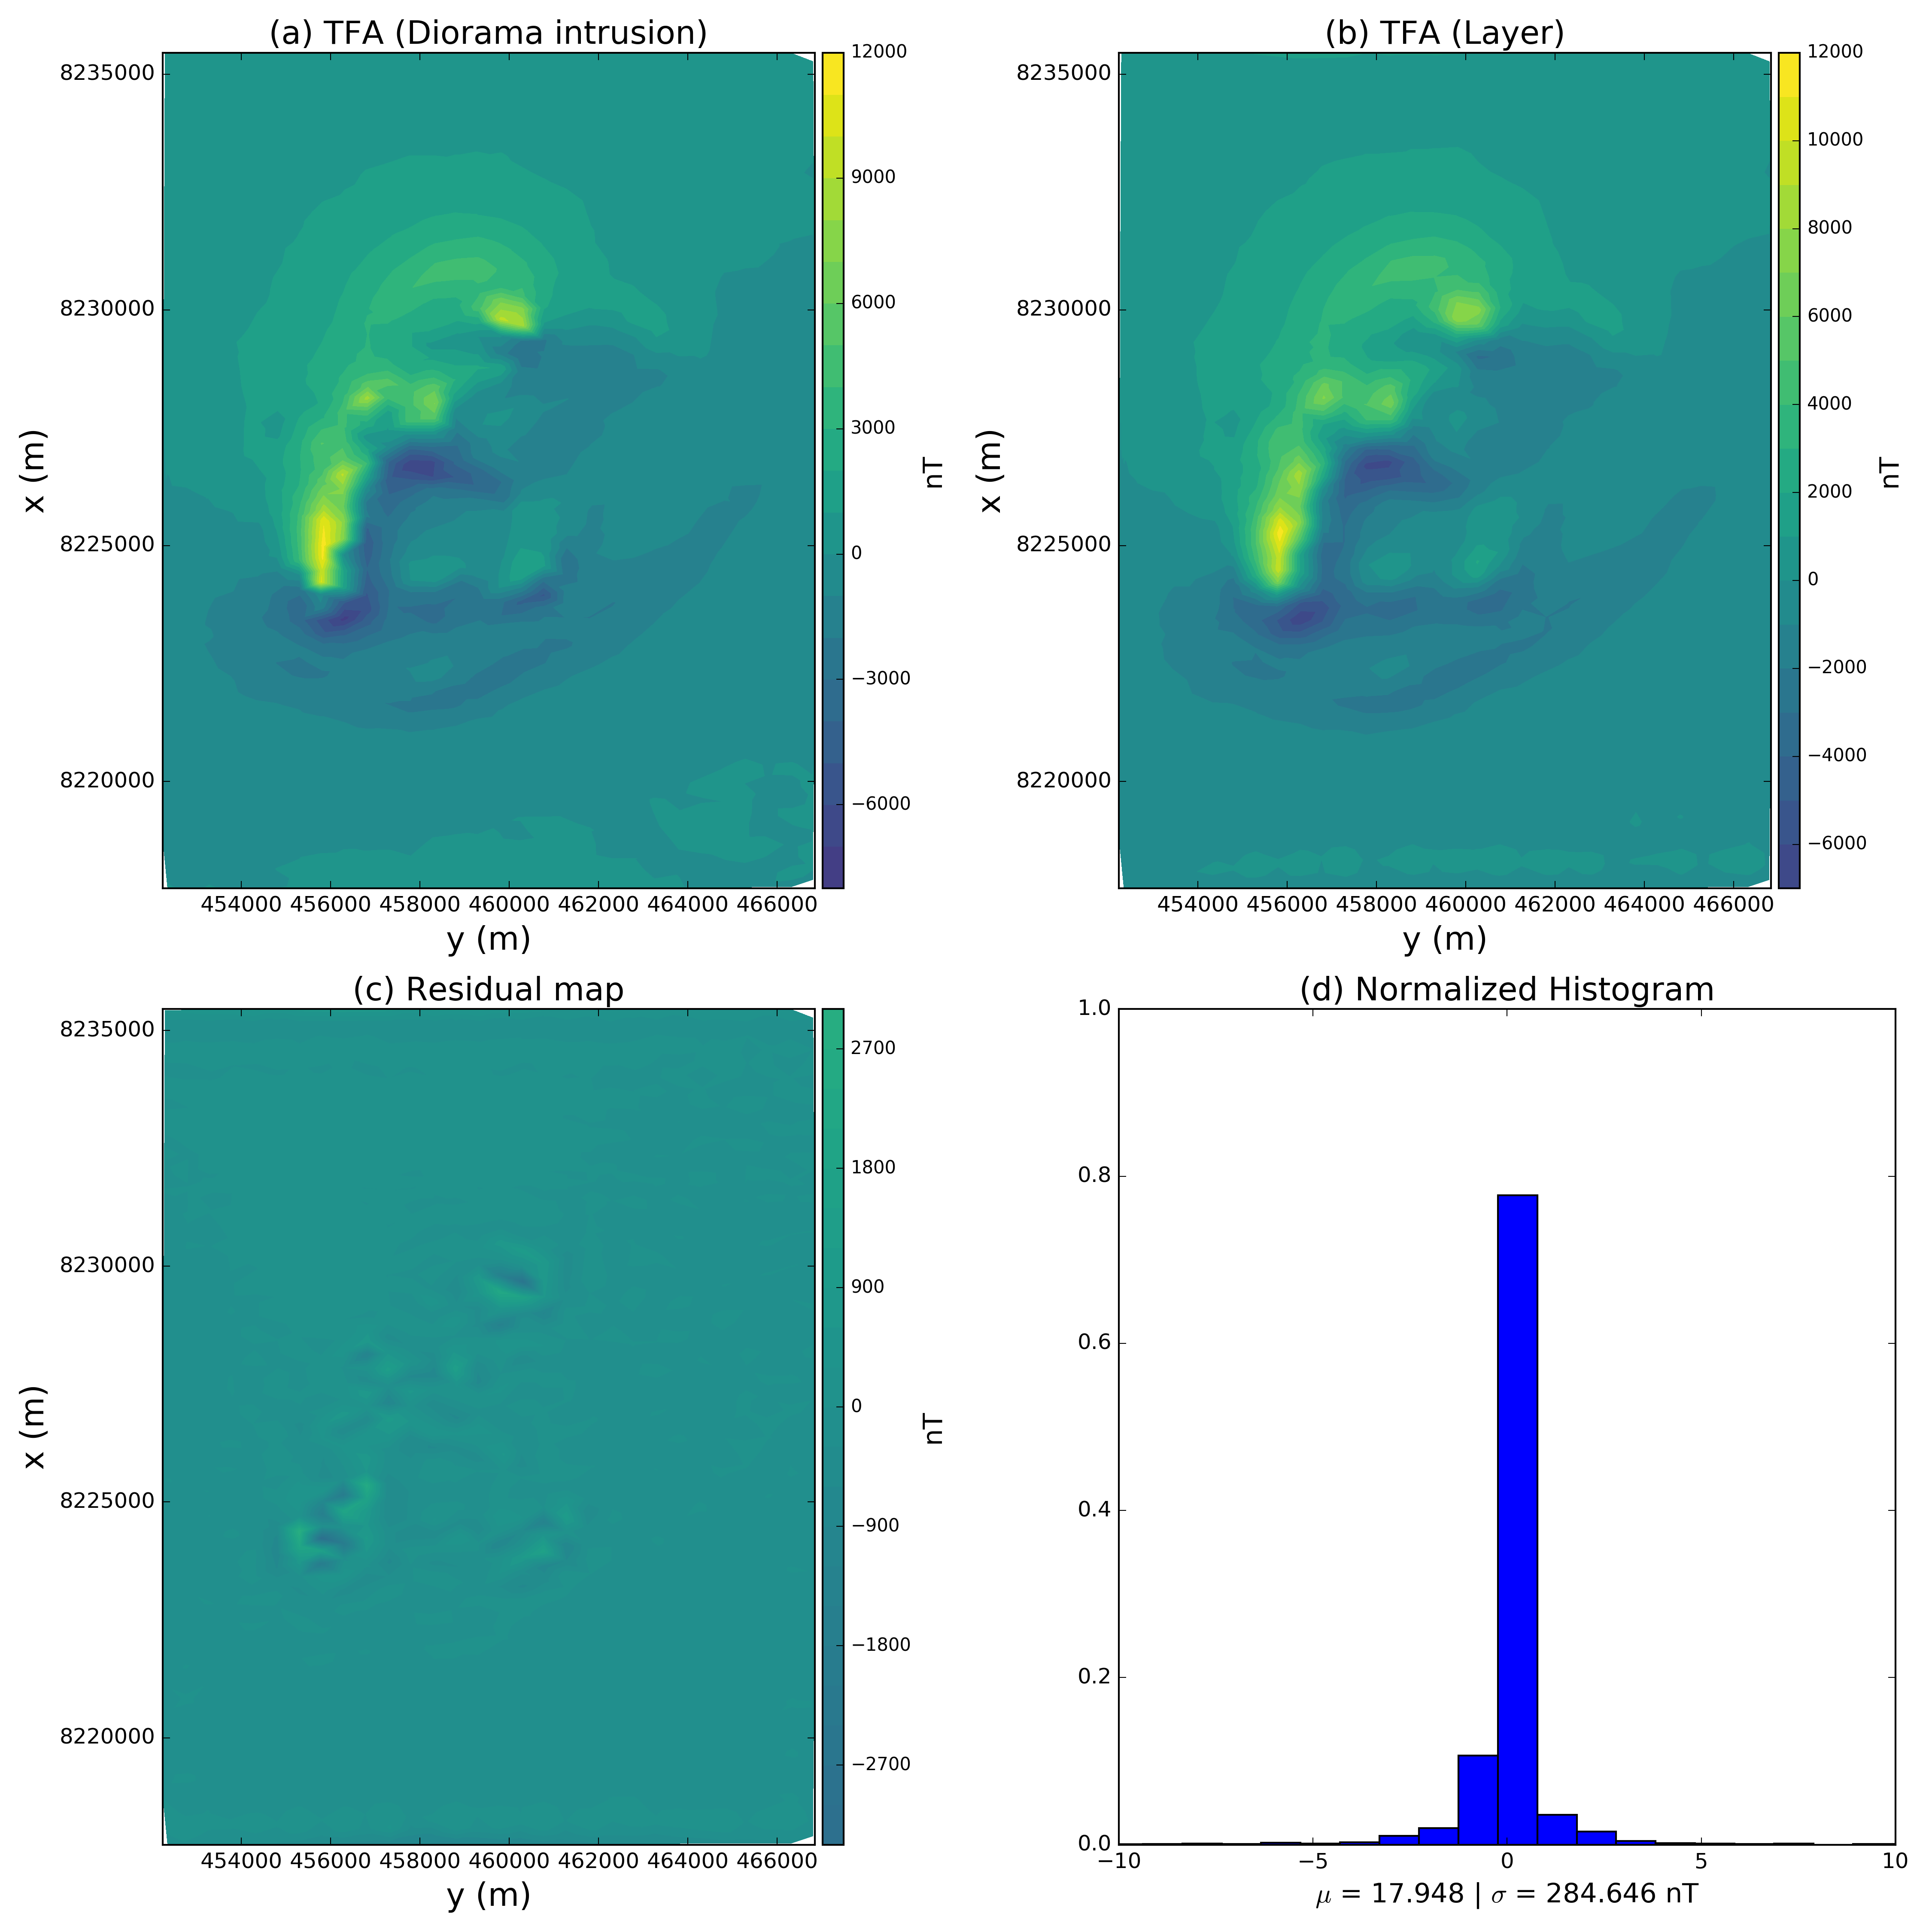 (a) TFA (Diorama intrusion)
8235000
8230000
8225000
8220000
x (m)
454000 456000 458000 460000 462000 464000 466000
y (m)
12000
9000
6000
3000
0
−3000
−6000
nT
(b) TFA (Layer)
8235000
8230000
8225000
8220000
x (m)
454000 456000 458000 460000 462000 464000 466000
y (m)
12000
10000
8000
6000
4000
2000
0
−2000
−4000
−6000
nT
(c) Residual map
8235000
8230000
8225000
8220000
x (m)
454000 456000 458000 460000 462000 464000 466000
y (m)
2700
1800
900
0
−900
−1800
−2700
nT
(d) Normalized Histogram
1.0
0.8
0.6
0.4
0.2
0.0
−10 −5 0 5 10
μ = 17.948 | σ = 284.646 nT